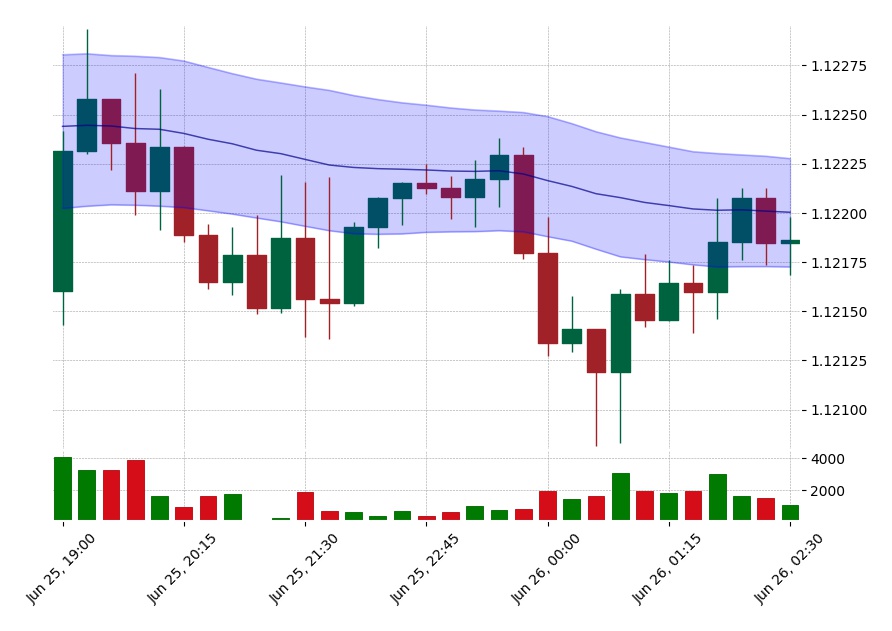 1.12275
1.12250
1.12225
1.12200
1.12175
1.12150
1.12125
1.12100
4000
2000
Jun 25, 19:00
Jun 25, 20:15
Jun 25, 21:30
Jun 25, 22:45
Jun 26, 00:00
Jun 26, 01:15
Jun 26, 02:30